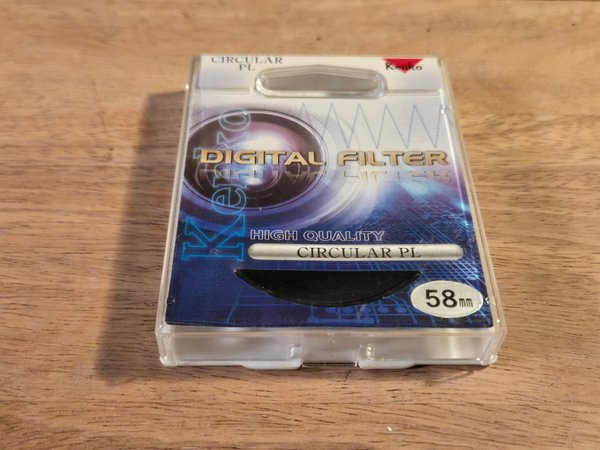 CIRCULAR
PL
Kenko
Kenko
DIGITAL FILTER
HIGH QUALITY
CIRCULAR PL
58mm